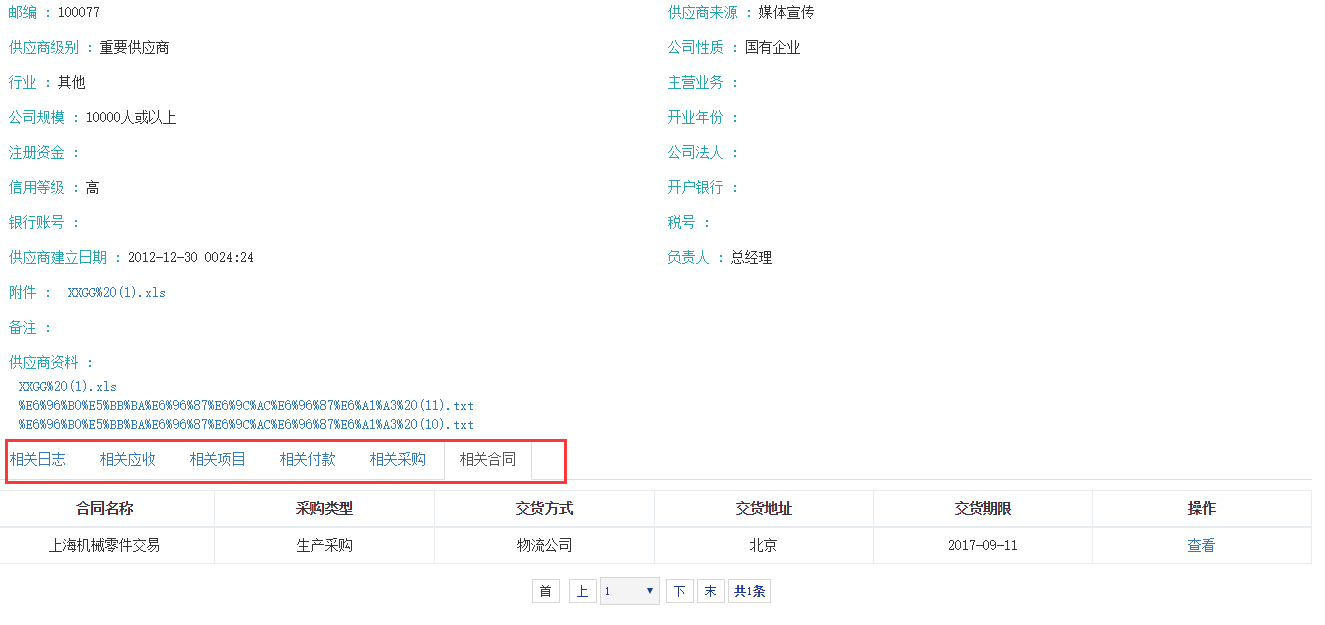 邮编 ： 100077 供应商来源 ： 媒体宣传
供应商级别 ： 重要供应商 公司性质 ： 国有企业
行业 ： 其他 主营业务 ：
公司规模 ： 10000人或以上 开业年份 ：
注册资金 ： 公司法人 ：
信用等级 ： 高 开户银行 ：
银行账号 ： 税号 ：
供应商建立日期 ： 2012-12-30 0024:24 负责人 ： 总经理
附件 ： XXGG%20(1).xls
备注 ：
供应商资料 ：
XXGG%20(1).xls
%E6%96%B0%E5%BB%BA%E6%96%87%E6%9C%AC%E6%96%87%E6%A1%A3%20(11).txt
%E6%96%B0%E5%BB%BA%E6%96%87%E6%9C%AC%E6%96%87%E6%A1%A3%20(10).txt
相关日志 相关应收 相关项目 相关付款 相关采购 相关合同
合同名称 采购类型 交货方式 交货地址 交货期限 操作
上海机械零件交易 生产采购 物流公司 北京 2017-09-11 查看
首 上 1 下 末 共1条